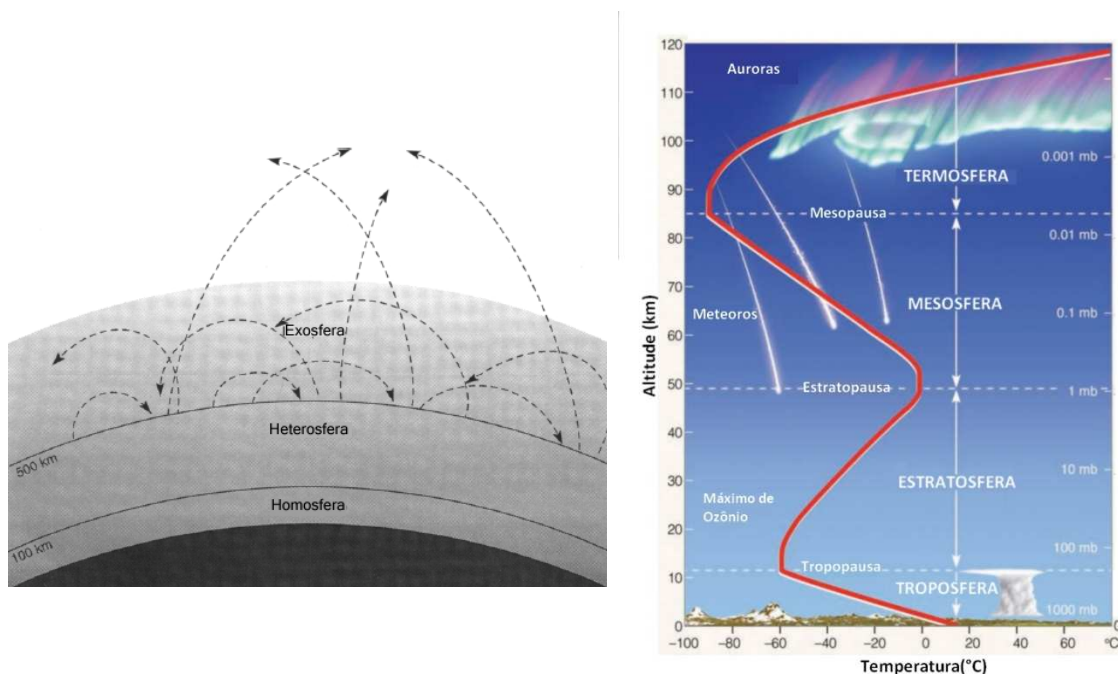 Exosfera
Heterosfera
500 km
Homosfera
100 km
Altitude (km)
120
110
100
90
80
70
60
50
40
30
20
10
0
Auroras
0.001 mb
TERMOSFERA
Mesopausa
0.01 mb
MESOSFERA
Meteoros
0.1 mb
Estratopausa
1 mb
10 mb
ESTRATOSFERA
Máximo de
Ozônio
100 mb
Tropopausa
TROPOSFERA
1000 mb
−100 −80 −60 −40 −20 0 20 40 60 °C
Temperatura(°C)